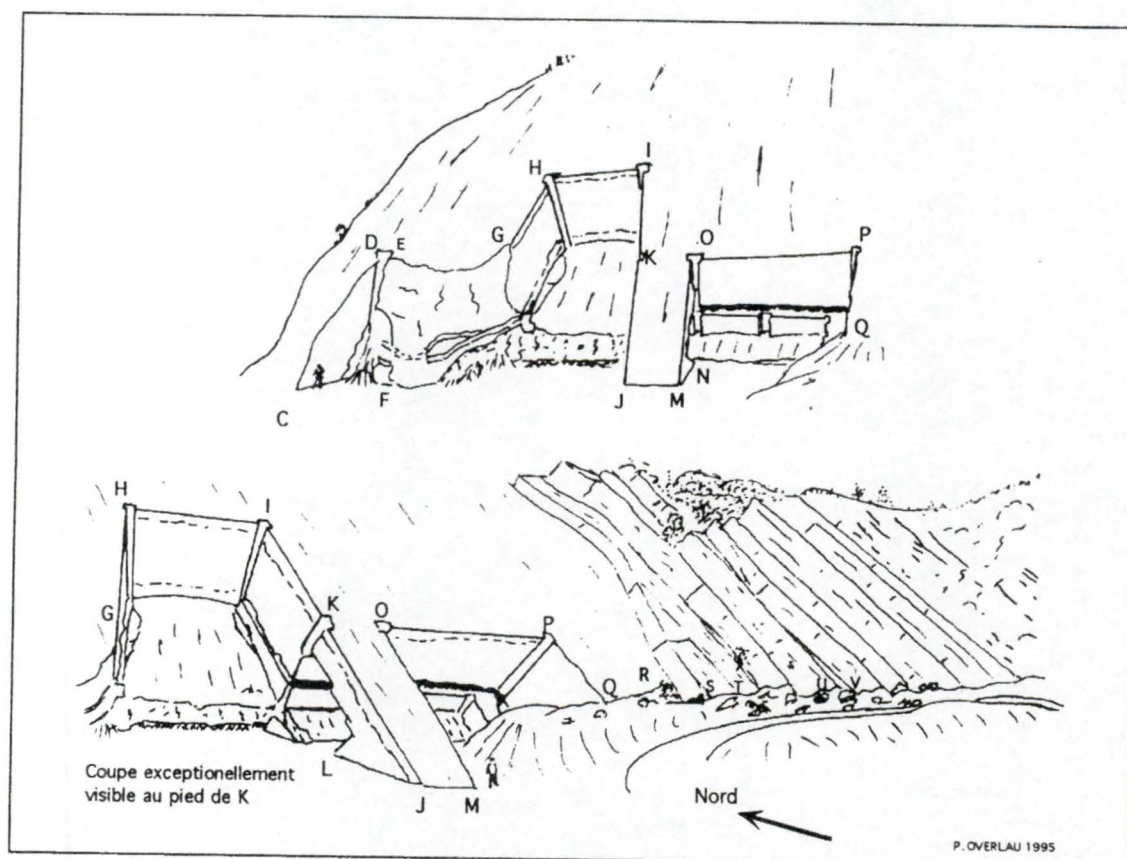 I
H
P
O
G
D E
K
Q
N
F
J M
C
H
I
K O
G
P
Q R
S T U V
L
J M
N
Coupe exceptionellement
visible au pied de K
Nord
P. OVERLAU 1995